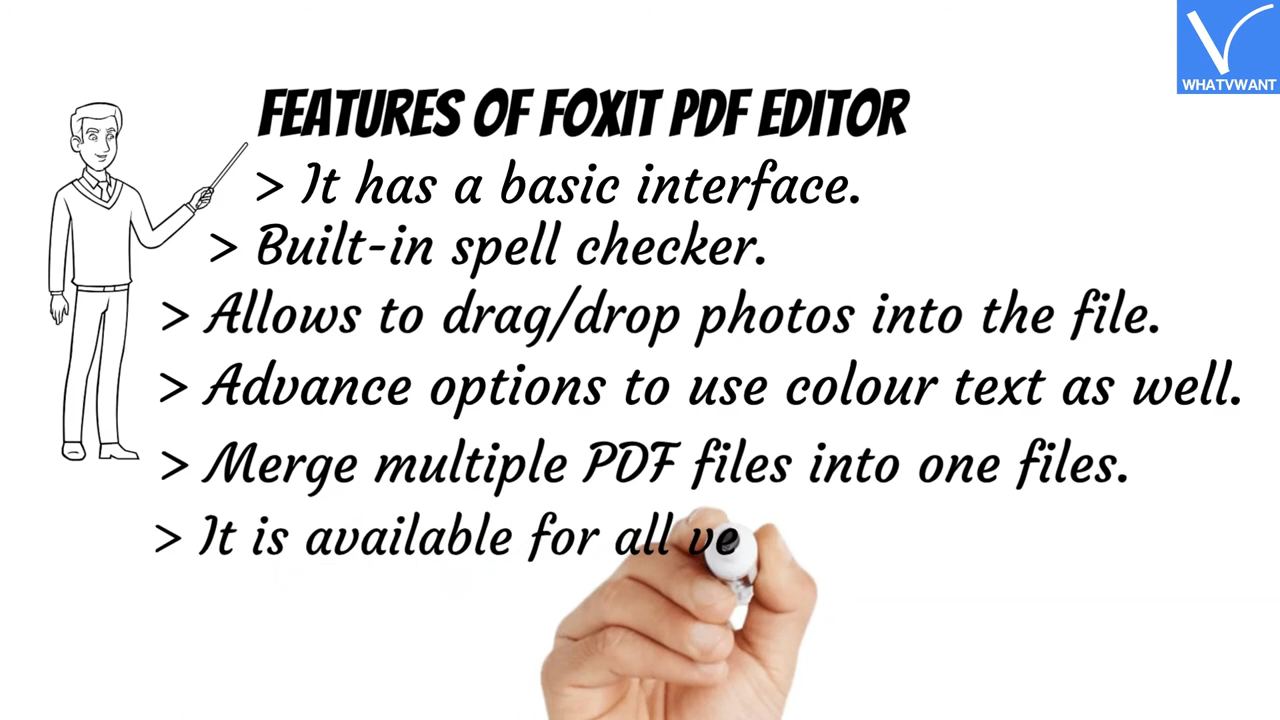 WHATVWANT
FEATURES OF FOXIT PDF EDITOR
> It has a basic interface.
> Built-in spell checker.
> Allows to drag/drop photos into the file.
> Advance options to use colour text as well.
> Merge multiple PDF files into one files.
> It is available for all ve